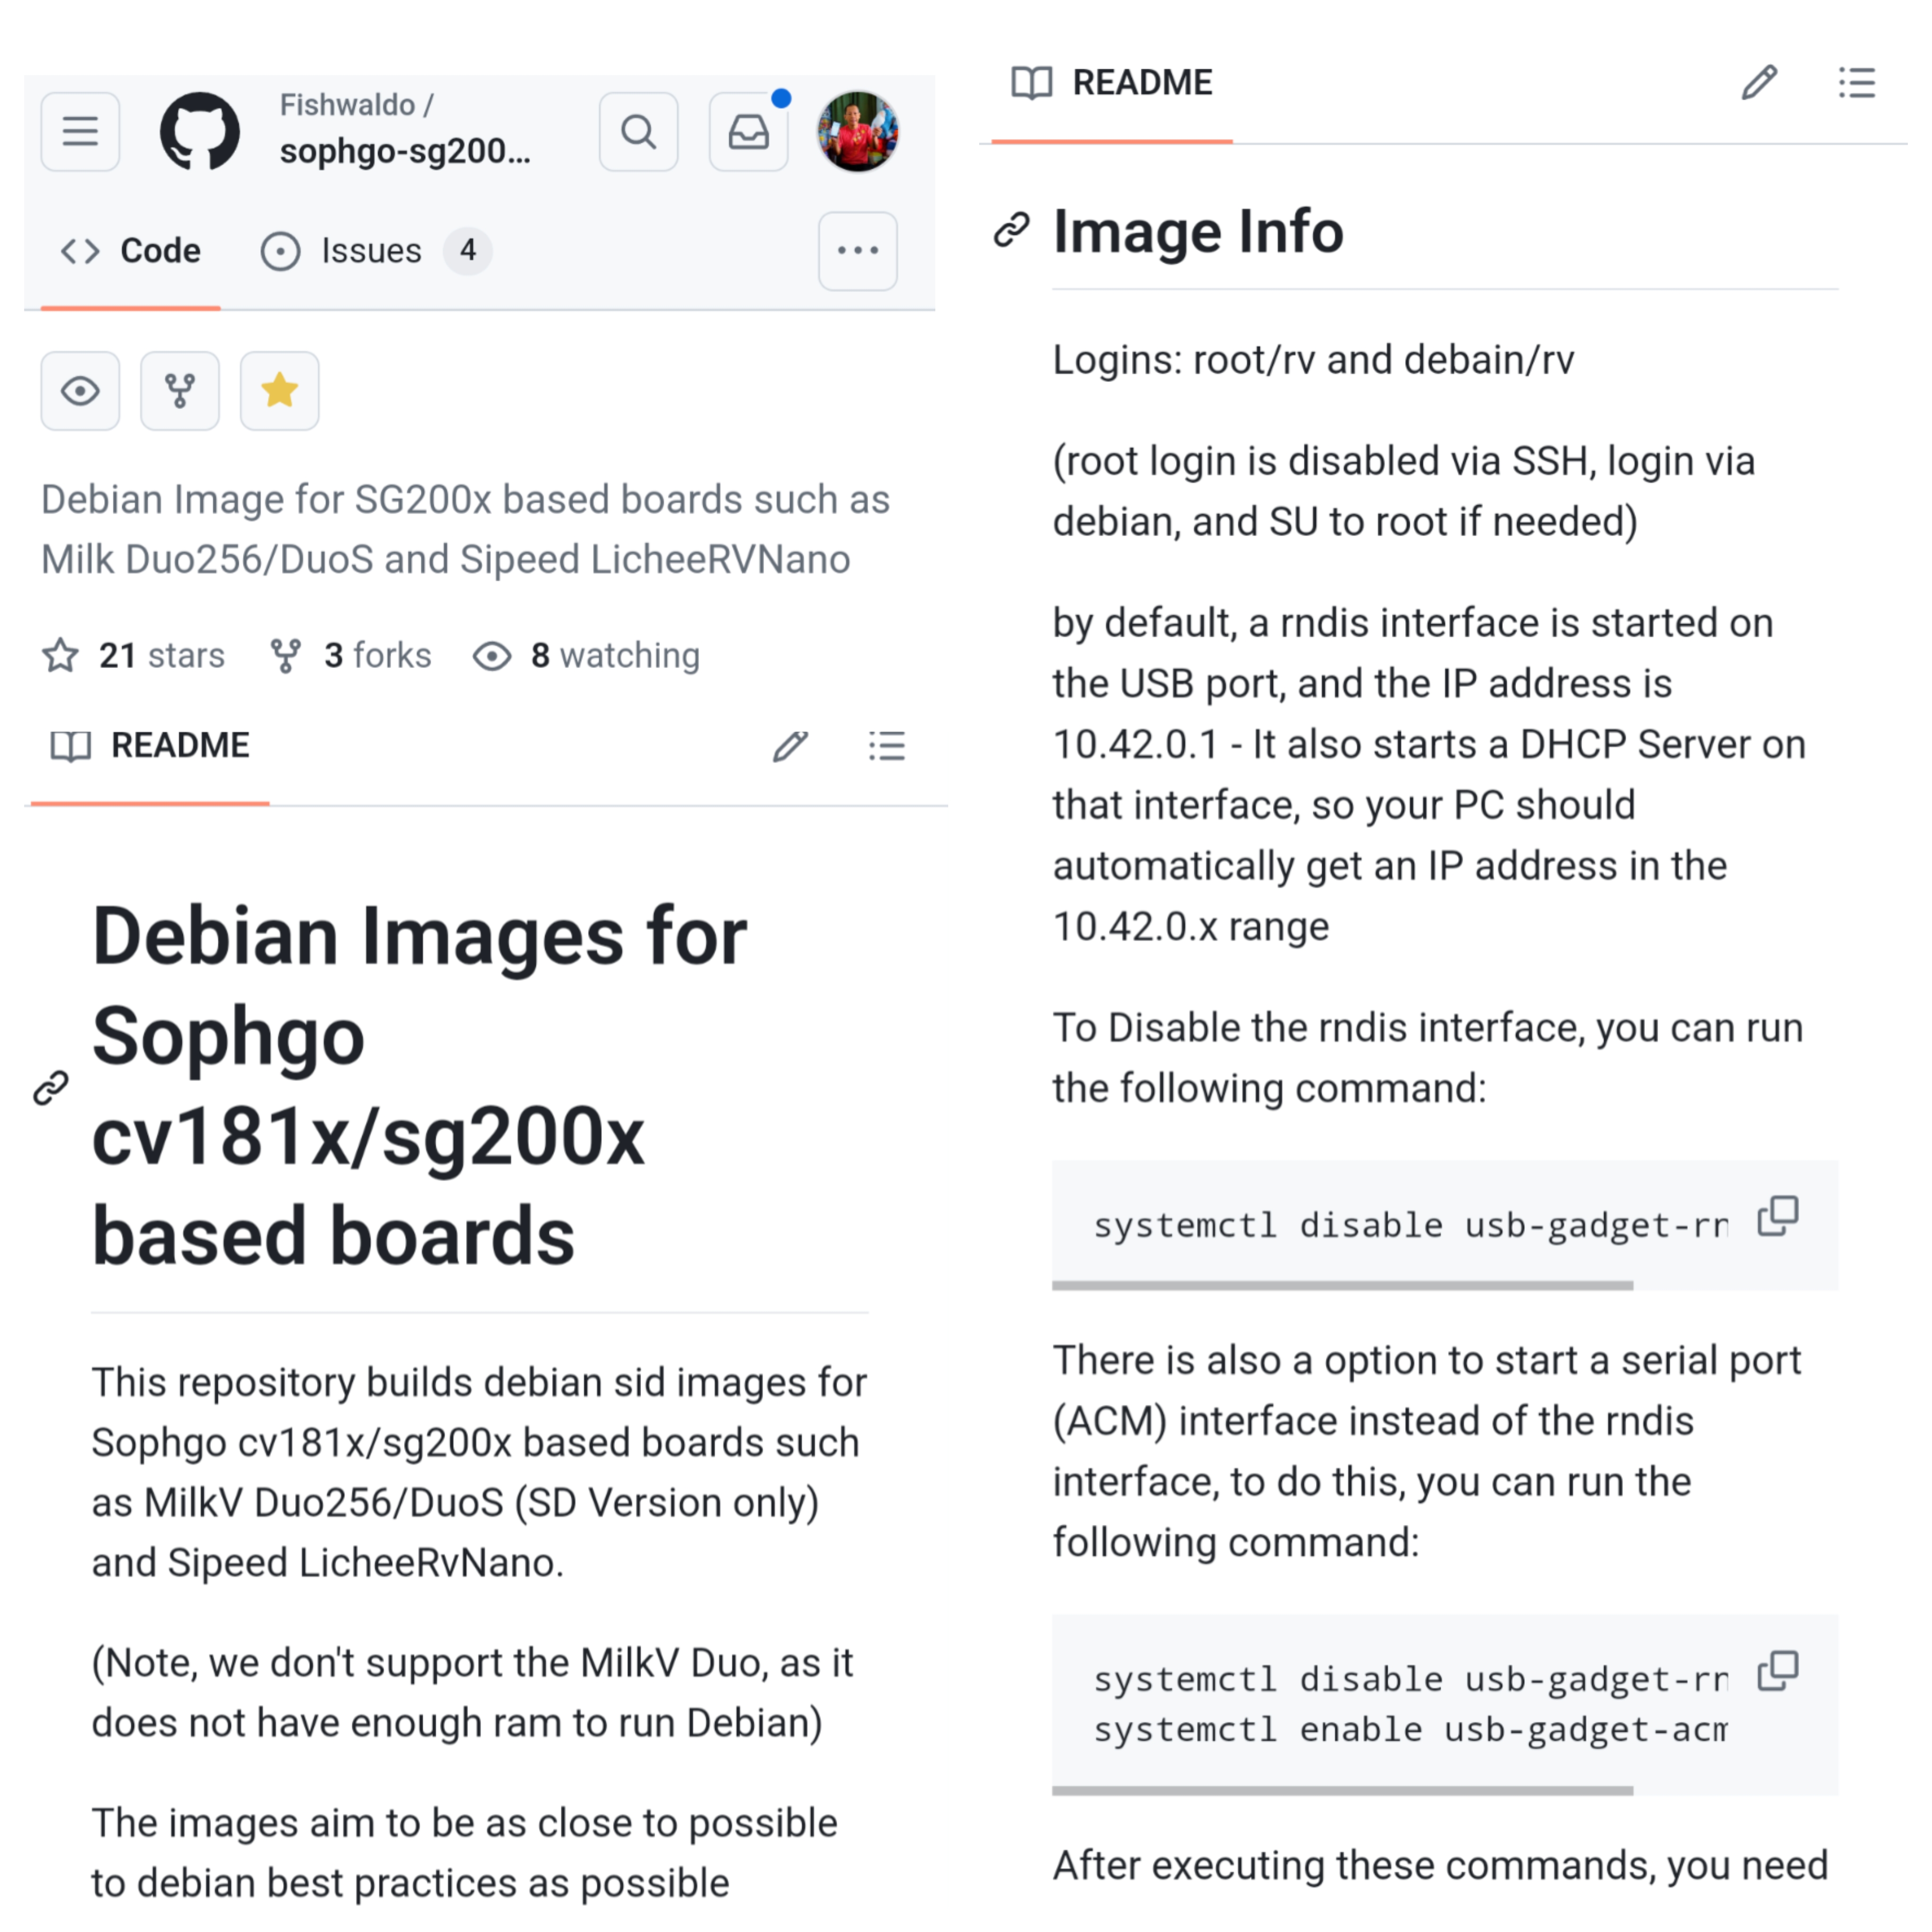 Fishwaldo /
sophgo-sg200...
Code
Issues 4
Debian Image for SG200x based boards such as
Milk Duo256/DuoS and Sipeed LicheeRVNano
21 stars 3 forks 8 watching
README
Debian Images for
Sophgo
cv181x/sg200x
based boards
This repository builds debian sid images for
Sophgo cv181x/sg200x based boards such
as MilkV Duo256/DuoS (SD Version only)
and Sipeed LicheeRvNano.
(Note, we don't support the MilkV Duo, as it
does not have enough ram to run Debian)
The images aim to be as close to possible
to debian best practices as possible
README
Image Info
Logins: root/rv and debain/rv
(root login is disabled via SSH, login via
debian, and SU to root if needed)
by default, a rndis interface is started on
the USB port, and the IP address is
10.42.0.1 - It also starts a DHCP Server on
that interface, so your PC should
automatically get an IP address in the
10.42.0.x range
To Disable the rndis interface, you can run
the following command:
systemctl disable usb-gadget-rn
There is also a option to start a serial port
(ACM) interface instead of the rndis
interface, to do this, you can run the
following command:
systemctl disable usb-gadget-rn
systemctl enable usb-gadget-acm
After executing these commands, you need